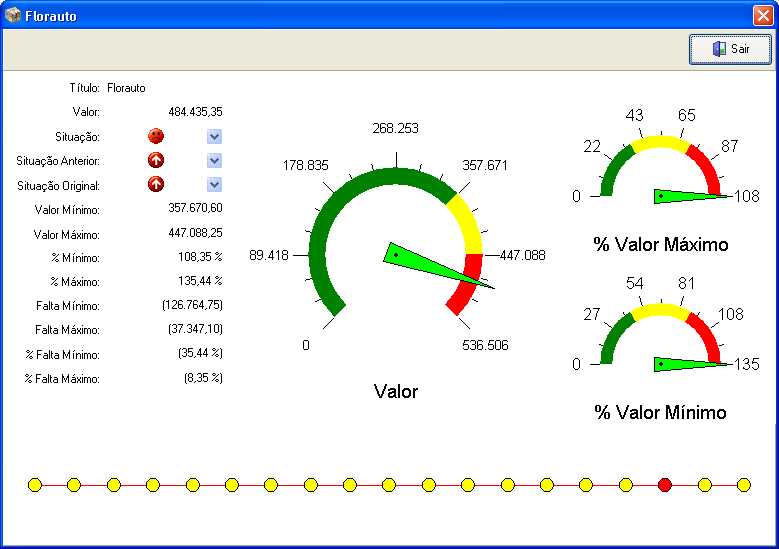 Florauto
Sair
Título: Florauto
Valor: 484.435,35
Situação:
Situação Anterior:
Situação Original:
Valor Mínimo: 357.670,60
Valor Máximo: 447.088,25
% Mínimo: 108,35 %
% Máximo: 135,44 %
Falta Mínimo: (126.764,75)
Falta Máximo: (37.347,10)
% Falta Mínimo: (35,44 %)
% Falta Máximo: (8,35 %)
0
89.418
178.835
268.253
357.671
447.088
536.506
Valor
0
22
43
65
87
108
% Valor Máximo
0
27
54
81
108
135
% Valor Mínimo